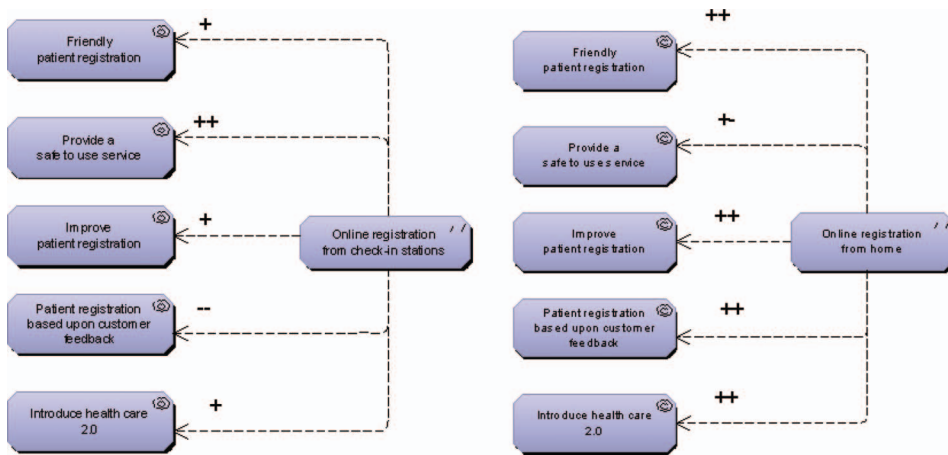 +
Friendly
patient registration
++
Provide a
safe to use service
+
Improve
patient registration
Online registration
from check-in stations
--
Patient registration
based upon customer
feedback
+
Introduce health care
2.0
++
Friendly
patient registration
+-
Provide a
safe to use service
++
Improve
patient registration
Online registration
from home
++
Patient registration
based upon customer
feedback
++
Introduce health care
2.0